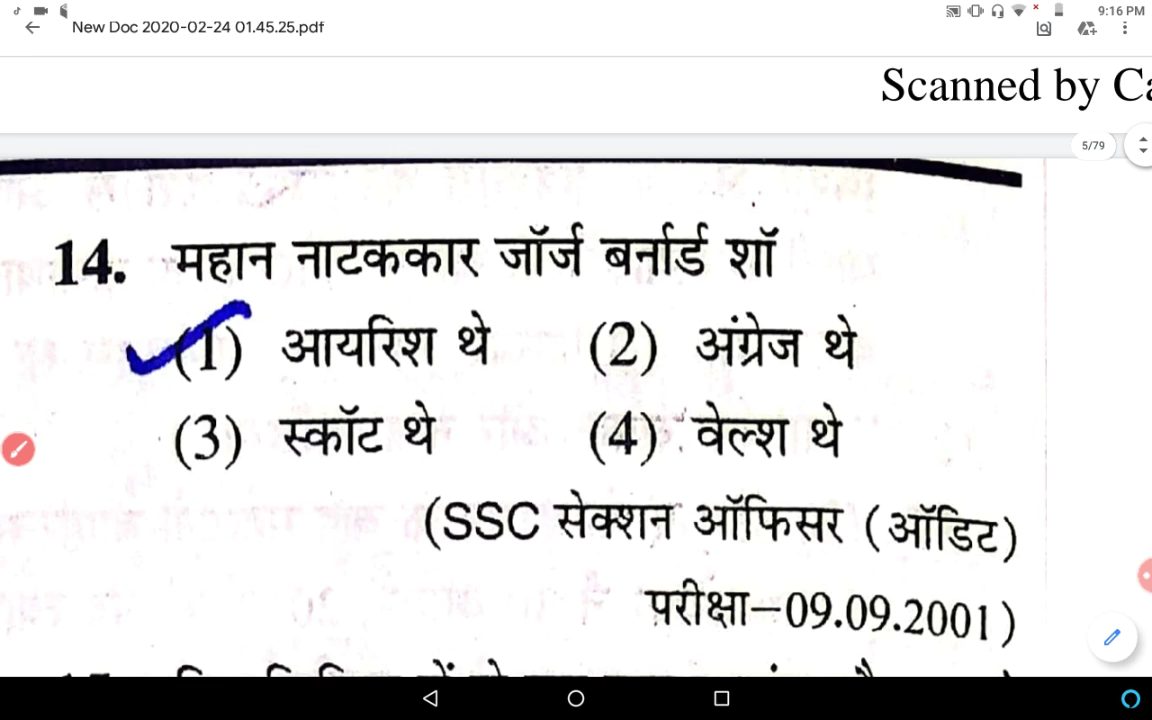 9:16 PM
New Doc 2020-02-24 01.45.25.pdf
Scanned by Ca
5/79
14. महान नाटककार जॉर्ज बर्नार्ड शॉ
(1) आयरिश थे (2) अंग्रेज थे
(3) स्कॉट थे (4) वेल्श थे
(SSC सेक्शन ऑफिसर (ऑडिट)
परीक्षा–09.09.2001)